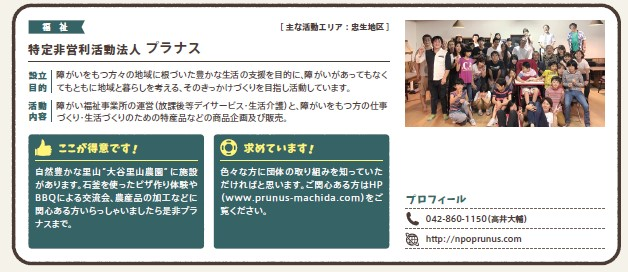 福 祉
[ 主な活動エリア：忠生地区 ]
特定非営利活動法人 プラナス
設立目的
障がいをもつ方々の地域に根づいた豊かな生活の支援を目的に、障がいがあってもなく
てもともに地域と暮らしを考える、そのきっかけづくりを目指し活動しています。
活動内容
障がい福祉事業所の運営（放課後等デイサービス・生活介護）と、障がいをもつ方の仕事
づくり・生活づくりのための特産品などの商品企画及び販売。
ここが得意です！
自然豊かな里山“大谷里山農園”に施設
があります。石釜を使ったピザ作り体験や
BBQによる交流会、農産品の加工などに
関心ある方いらっしゃいましたら是非プラ
ナスまで。
求めています！
色々な方に団体の取り組みを知っていた
だければと思います。ご関心ある方はHP
（www.prunus-machida.com）をご
覧ください。
プロフィール
042-860-1150（高井大輔）
http://npoprunus.com